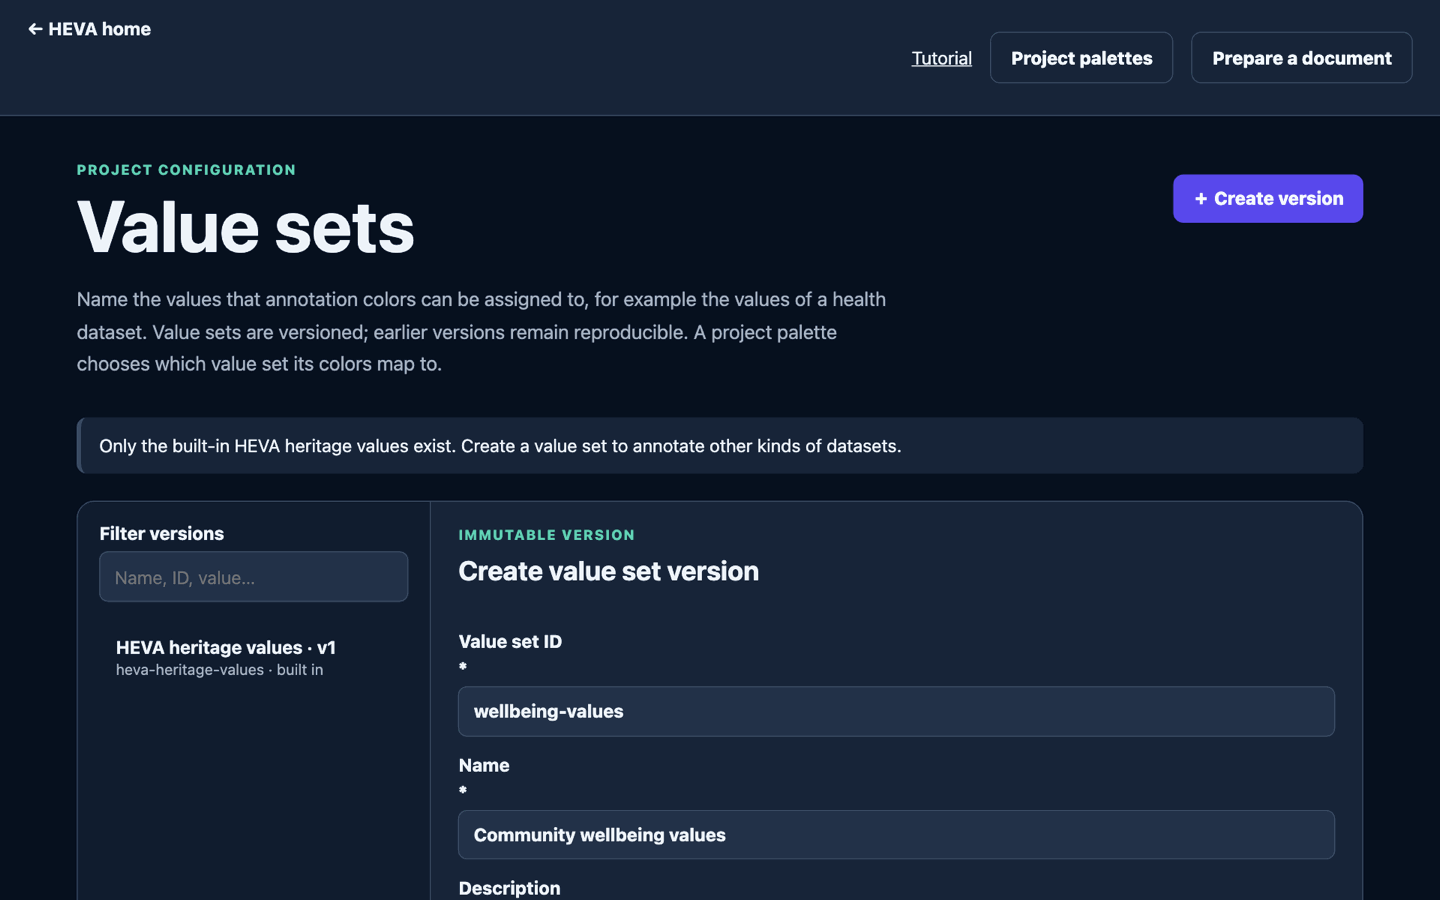 ← HEVA home
Tutorial
Project palettes
Prepare a document
PROJECT CONFIGURATION
Value sets
+ Create version
Name the values that annotation colors can be assigned to, for example the values of a health
dataset. Value sets are versioned; earlier versions remain reproducible. A project palette
chooses which value set its colors map to.
Only the built-in HEVA heritage values exist. Create a value set to annotate other kinds of datasets.
Filter versions
Name, ID, value...
HEVA heritage values · v1
heva-heritage-values · built in
IMMUTABLE VERSION
Create value set version
Value set ID
*
wellbeing-values
Name
*
Community wellbeing values
Description